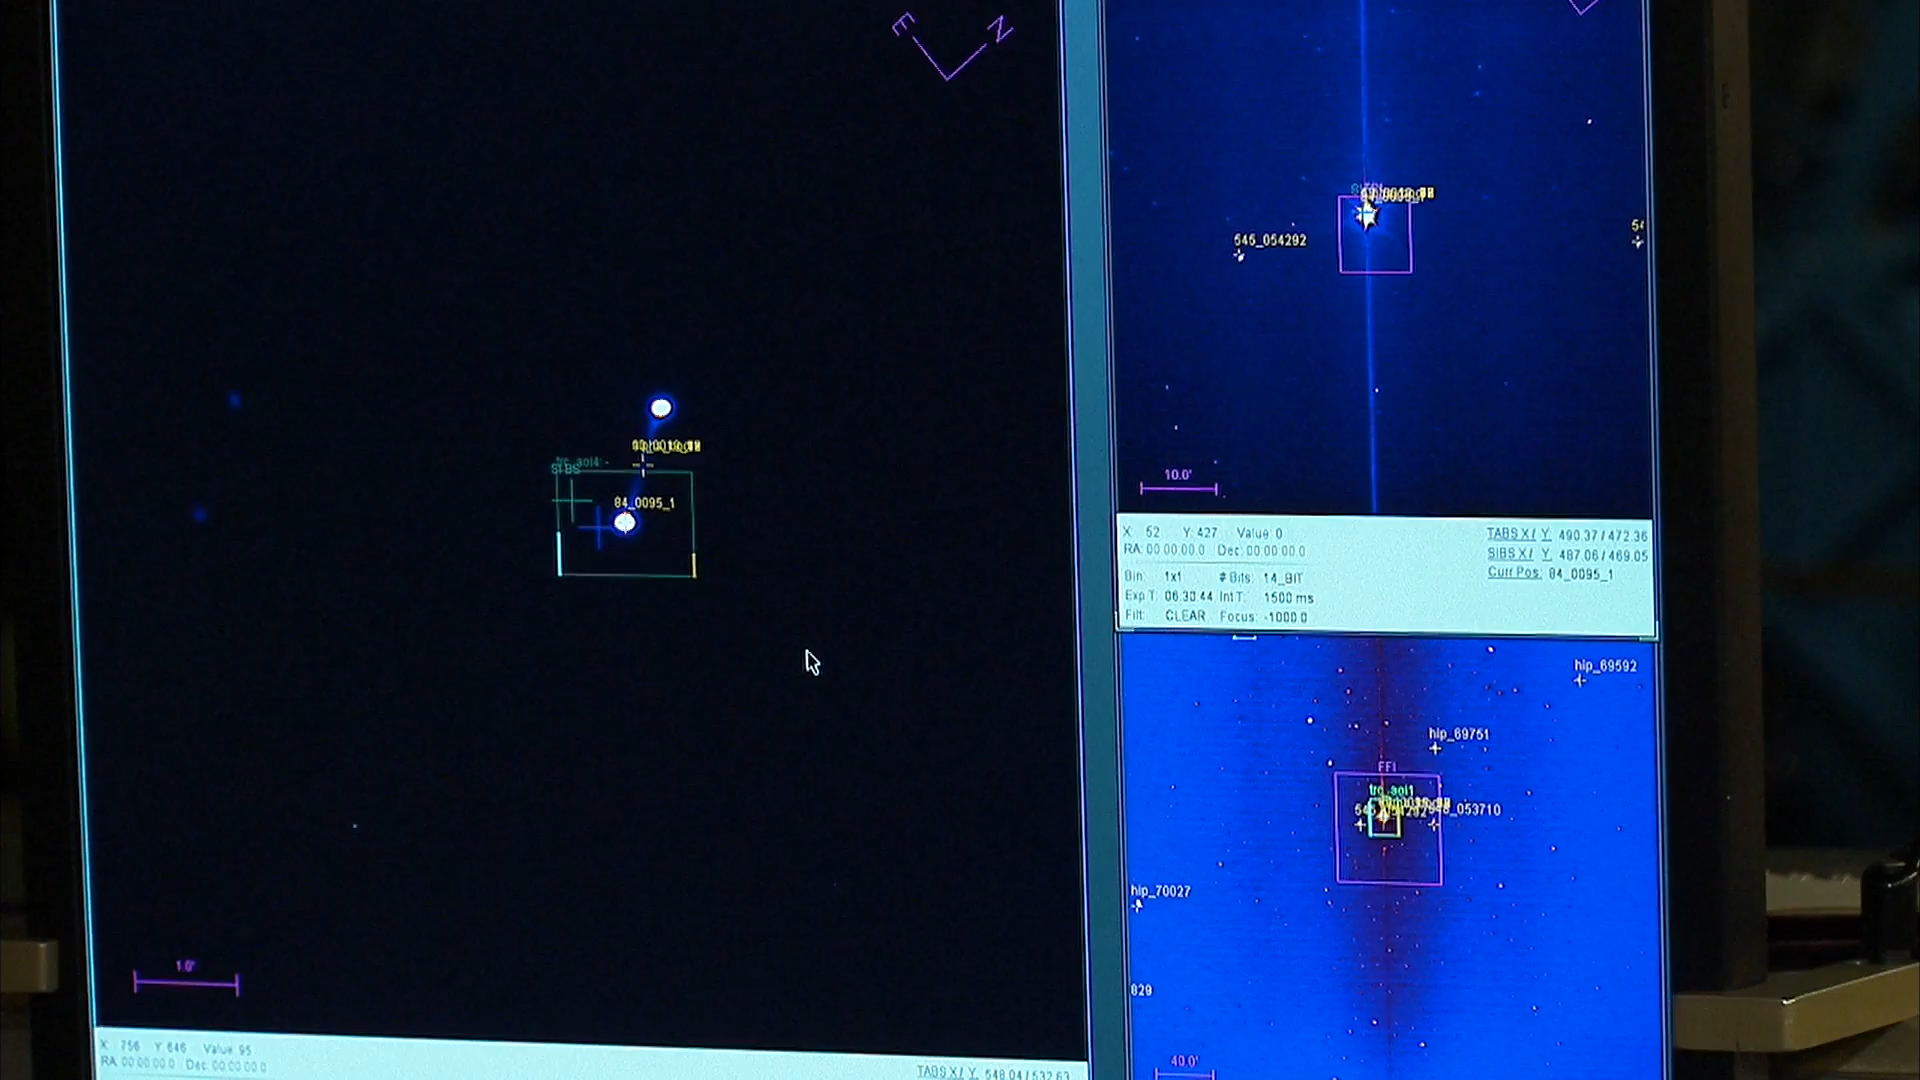 E N
84_0095_1
SIBS
1.0'
X: 756 Y: 646 Value: 95
RA: 00:00:00.0 Dec: 00:00:00.0
TABS X / Y: 548.04 / 532.63
545_054292
54
10.0'
X: 52 Y: 427 Value: 0
RA: 00:00:00.0 Dec: 00:00:00.0
Bin: 1x1 # Bits: 14_BIT
Exp T: 06:30:44 Int T: 1500 ms
Filt: CLEAR Focus: -1000.0
TABS X / Y: 490.37 / 472.36
SIBS X / Y: 487.06 / 469.05
Curr Pos: 84_0095_1
hip_69592
hip_69751
FFI
trc_aoi1
hip_70027
829
40.0'